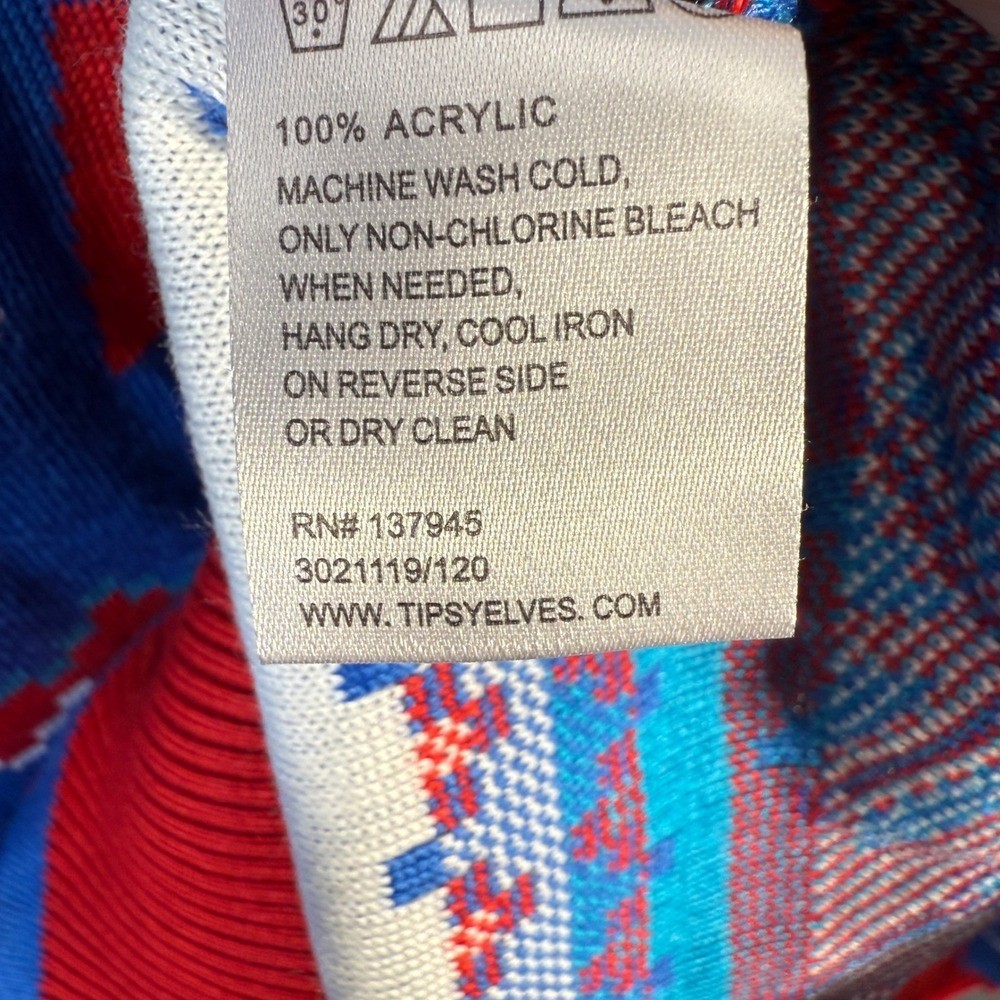 30°
100% ACRYLIC
MACHINE WASH COLD,
ONLY NON-CHLORINE BLEACH
WHEN NEEDED,
HANG DRY, COOL IRON
ON REVERSE SIDE
OR DRY CLEAN
RN# 137945
3021119/120
WWW. TIPSYELVES. COM